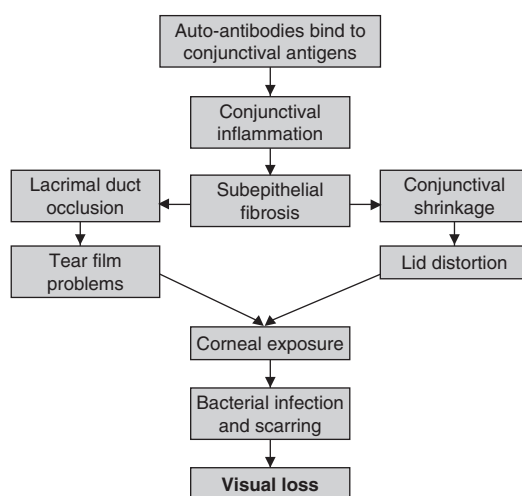 Auto-antibodies bind to
conjunctival antigens
Conjunctival
inflammation
Lacrimal duct
occlusion
Subepithelial
fibrosis
Conjunctival
shrinkage
Tear film
problems
Lid distortion
Corneal exposure
Bacterial infection
and scarring
Visual loss